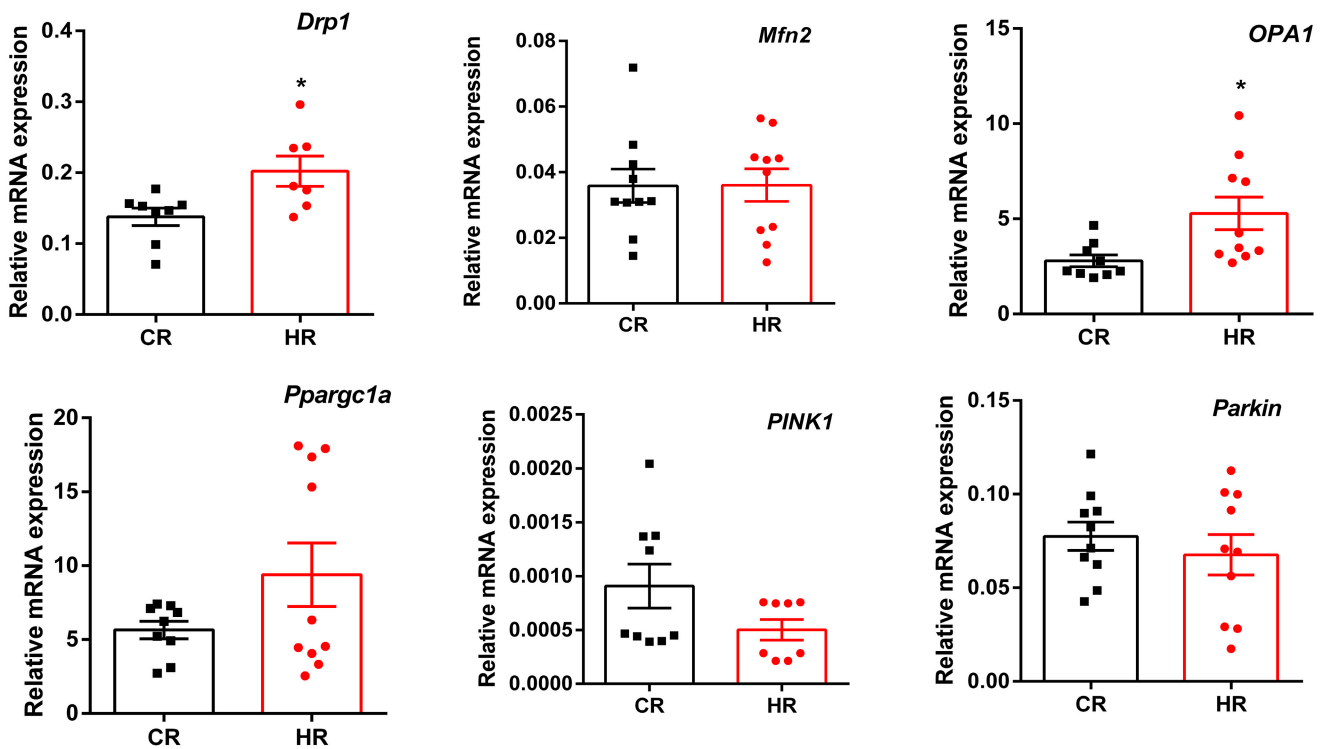 Drp1
Relative mRNA expression
0.4
0.3
0.2
0.1
0.0
*
CR
HR
Mfn2
Relative mRNA expression
0.08
0.06
0.04
0.02
0.00
CR
HR
OPA1
Relative mRNA expression
15
10
5
0
*
CR
HR
Ppargc1a
Relative mRNA expression
20
15
10
5
0
CR
HR
PINK1
Relative mRNA expression
0.0025
0.0020
0.0015
0.0010
0.0005
0.0000
CR
HR
Parkin
Relative mRNA expression
0.15
0.10
0.05
0.00
CR
HR